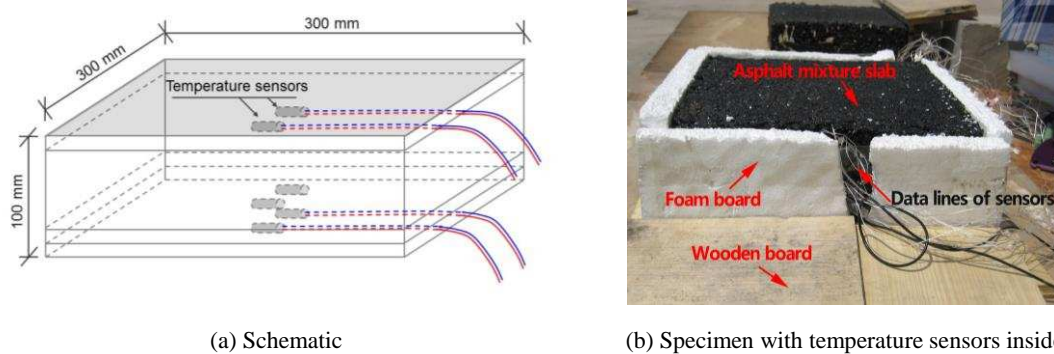 300 mm
300 mm
Temperature sensors
100 mm
Asphalt mixture slab
Foam board
Data lines of sensors
Wooden board
(a) Schematic
(b) Specimen with temperature sensors inside